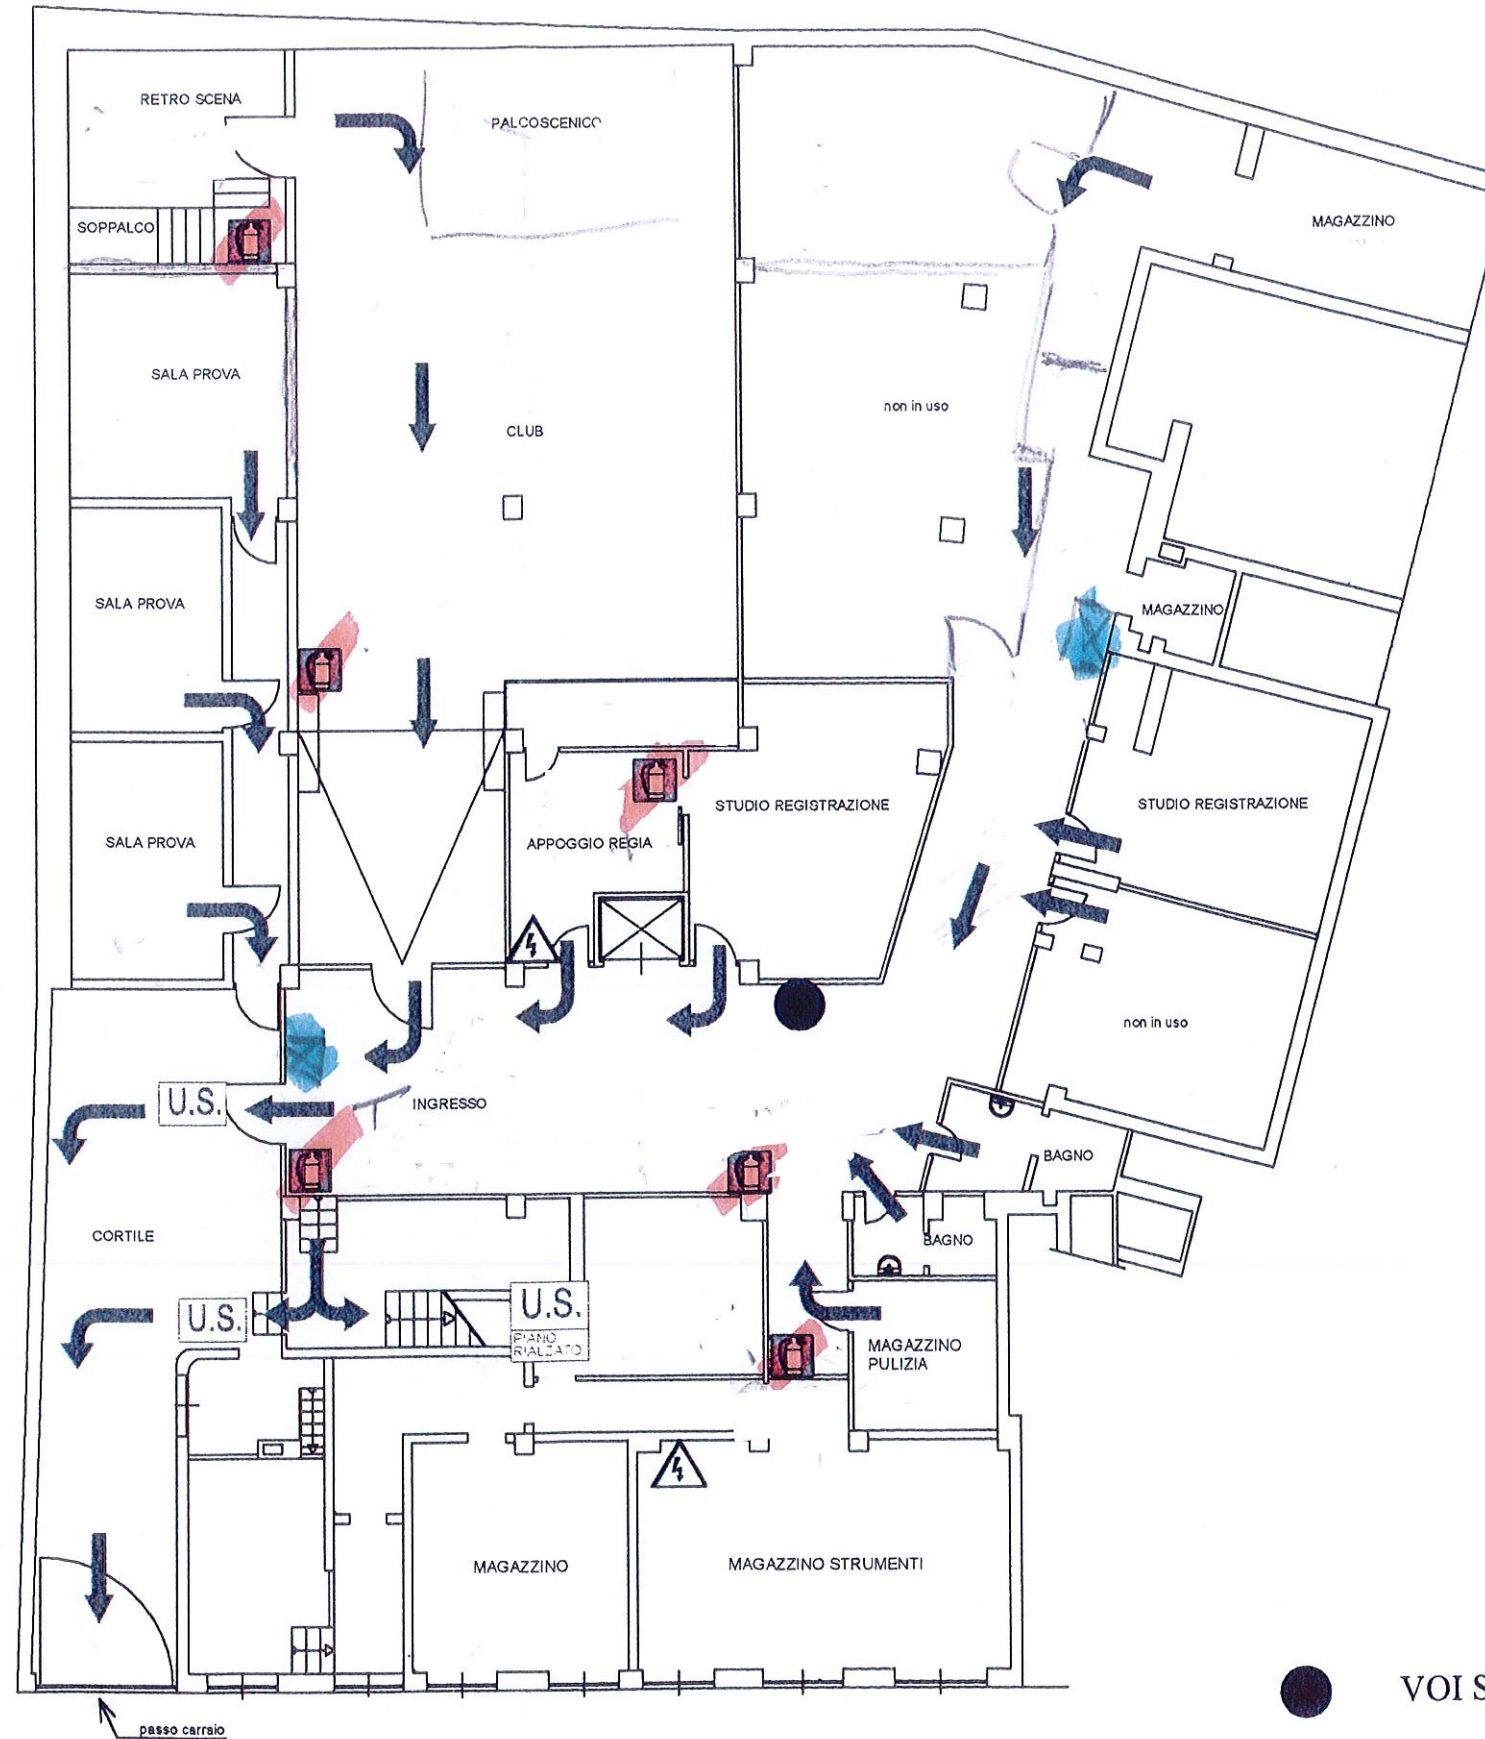 RETRO SCENA
PALCOSCENICO
SOPPALCO
MAGAZZINO
SALA PROVA
non in uso
CLUB
SALA PROVA
MAGAZZINO
STUDIO REGISTRAZIONE
STUDIO REGISTRAZIONE
SALA PROVA
APPOGGIO REGIA
non in uso
U.S.
INGRESSO
BAGNO
CORTILE
BAGNO
U.S.
U.S.
PIANO
RIALZATO
MAGAZZINO
PULIZIA
MAGAZZINO
MAGAZZINO STRUMENTI
VOI S
passo carraio